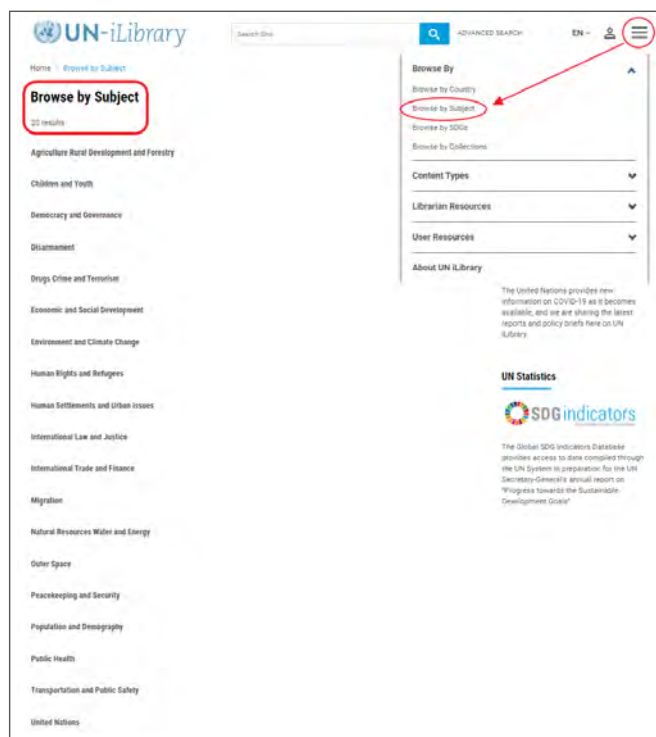 UN-iLibrary
Search Site
ADVANCED SEARCH
EN
Home
Browse by Subject
Browse by Subject
20 results
Agriculture Rural Development and Forestry
Children and Youth
Democracy and Governance
Disarmament
Drugs Crime and Terrorism
Economic and Social Development
Environment and Climate Change
Human Rights and Refugees
Human Settlements and Urban Issues
International Law and Justice
International Trade and Finance
Migration
Natural Resources Water and Energy
Outer Space
Peacekeeping and Security
Population and Demography
Public Health
Transportation and Public Safety
United Nations
Browse By
Browse by Country
Browse by Subject
Browse by SDGs
Browse by Collections
Content Types
Librarian Resources
User Resources
About UN iLibrary
The United Nations provides new
information on COVID-19 as it becomes
available, and we are sharing the latest
reports and policy briefs here on UN
iLibrary.
UN Statistics
SDG indicators
The Global SDG Indicators Database
provides access to data compiled through
the UN System in preparation for the UN
Secretary-General's annual report on
"Progress towards the Sustainable
Development Goals"